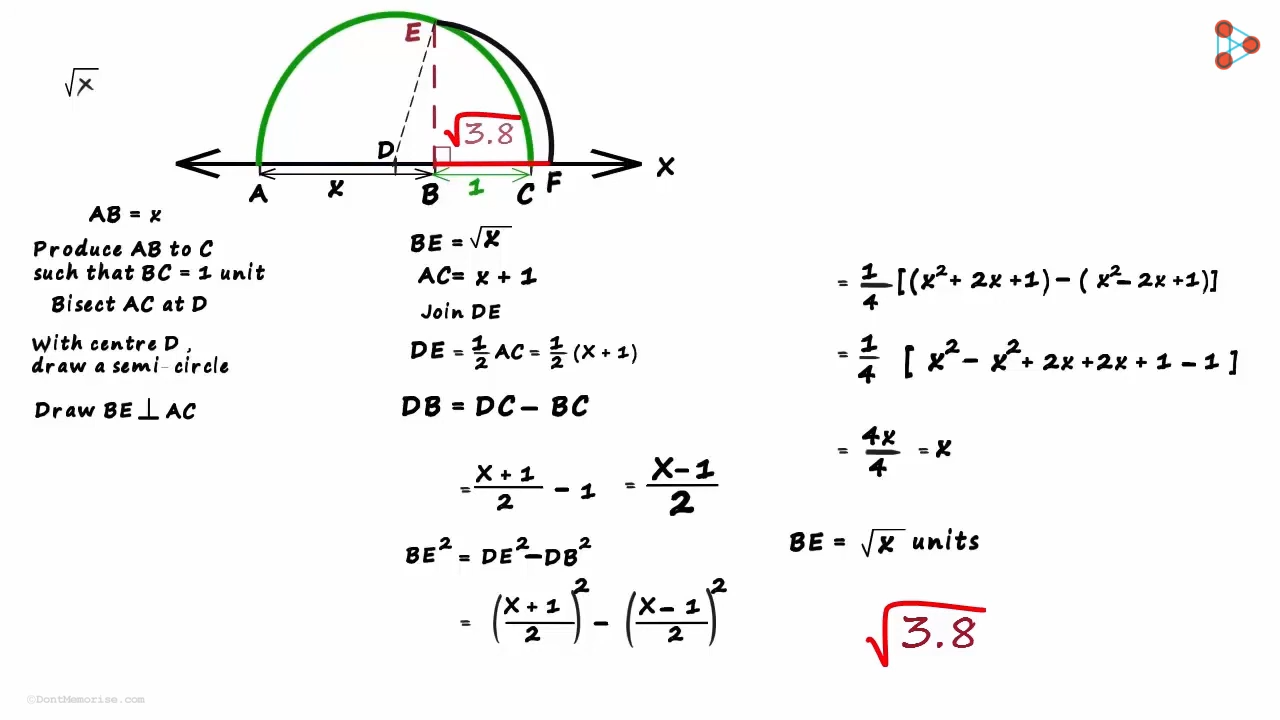 √x
E
√3.8
D
X
A
x
B
1
C
F
AB = x
Produce AB to C
such that BC = 1 unit
Bisect AC at D
With centre D ,
draw a semi-circle
Draw BE ⊥ AC
BE = √x
AC= x + 1
Join DE
DE = 1/2 AC = 1/2 (X + 1)
DB = DC – BC
= (X + 1)/2 – 1 = (X – 1)/2
BE² = DE² – DB²
= ((X + 1)/2)² – ((X – 1)/2)²
= 1/4 [(x² + 2x +1) – ( x² – 2x +1)]
= 1/4 [ x² – x² + 2x +2x + 1 – 1 ]
= 4x/4 = x
BE = √x units
√3.8
©DontMemorise.com